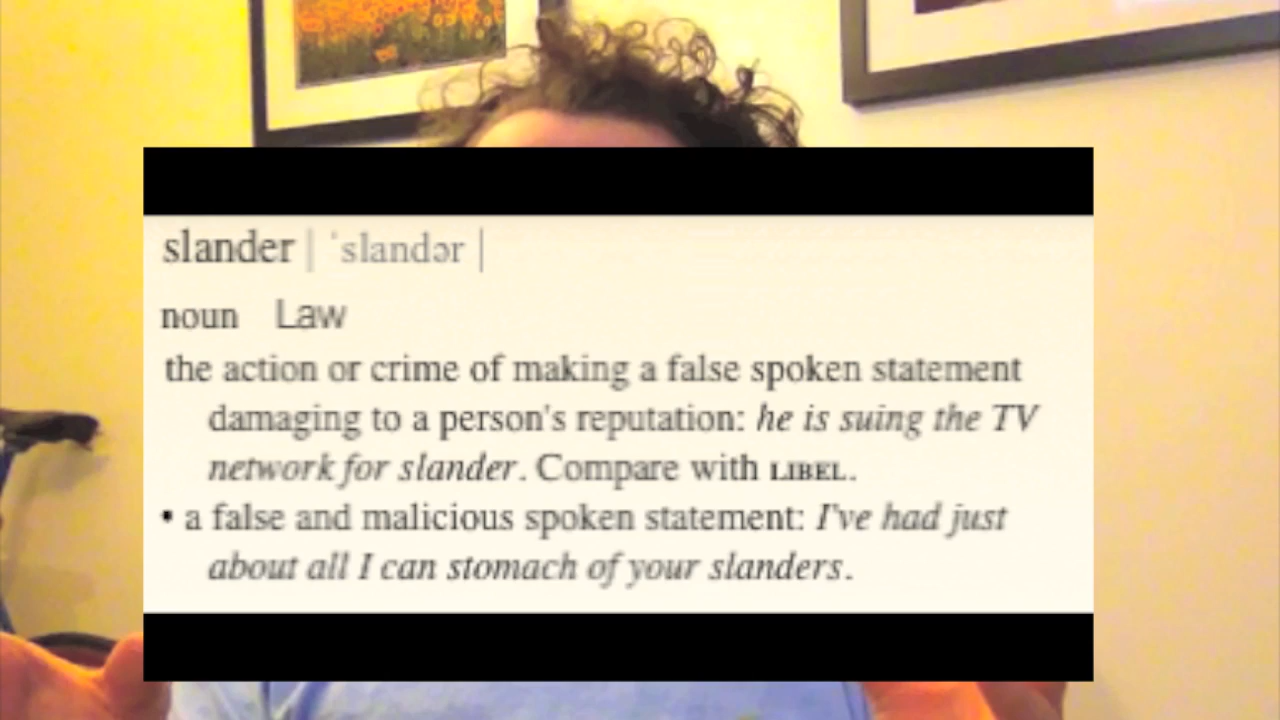 slander | ˈslandər |
noun Law
the action or crime of making a false spoken statement
damaging to a person's reputation: he is suing the TV
network for slander. Compare with LIBEL.
• a false and malicious spoken statement: I've had just
about all I can stomach of your slanders.